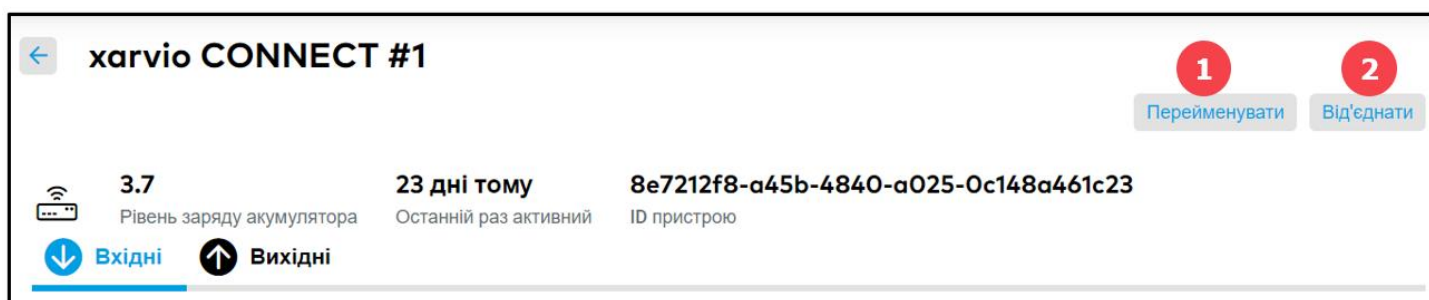 xarvio CONNECT #1
1
2
Перейменувати
Від'єднати
3.7
23 дні тому
8e7212f8-a45b-4840-a025-0c148a461c23
Рівень заряду акумулятора
Останній раз активний
ID пристрою
Вхідні
Вихідні